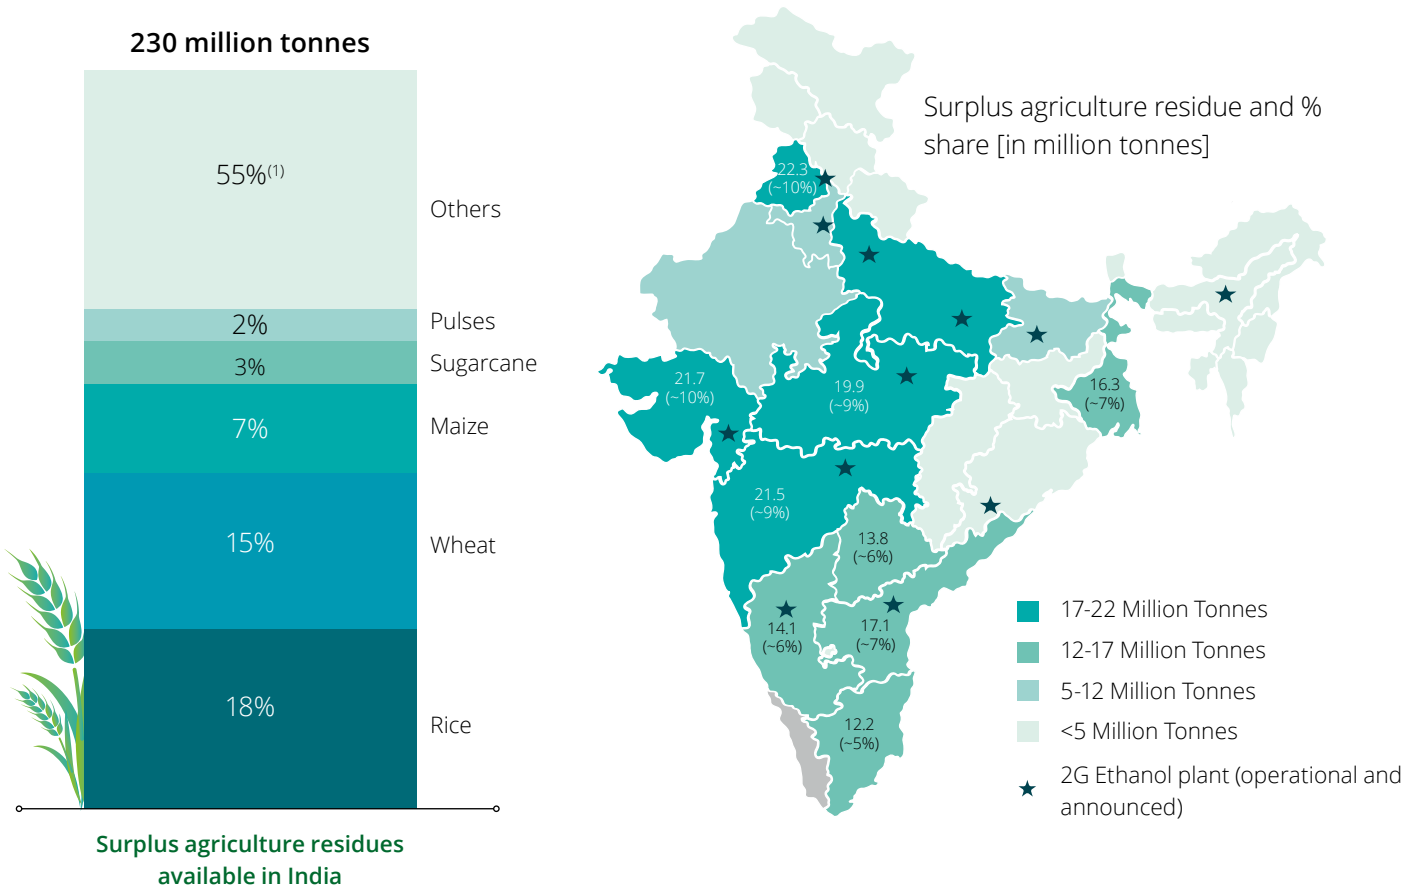 230 million tonnes
55%(1)
Others
2%
Pulses
3%
Sugarcane
7%
Maize
15%
Wheat
18%
Rice
Surplus agriculture residues
available in India
Surplus agriculture residue and %
share [in million tonnes]
22.3
(~10%)
21.7
(~10%)
19.9
(~9%)
16.3
(~7%)
21.5
(~9%)
13.8
(~6%)
14.1
(~6%)
17.1
(~7%)
12.2
(~5%)
17-22 Million Tonnes
12-17 Million Tonnes
5-12 Million Tonnes
<5 Million Tonnes
2G Ethanol plant (operational and
announced)